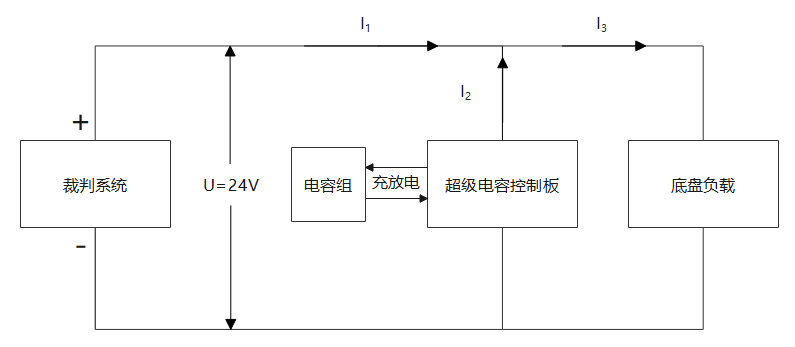 I₁
I₃
I₂
+
裁判系统
-
U=24V
电容组
充放电
超级电容控制板
底盘负载